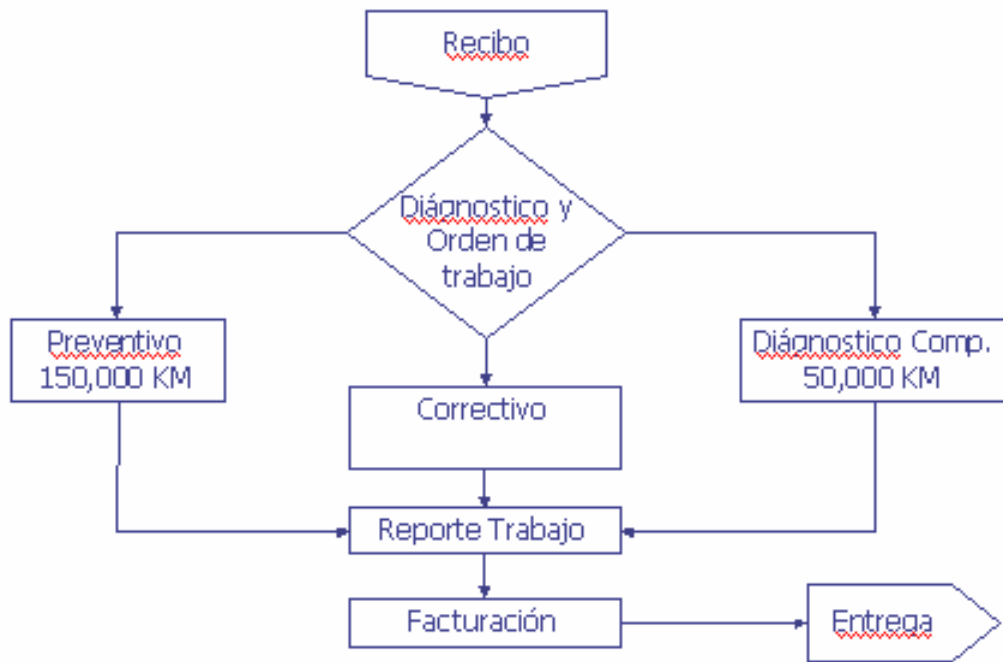 Recibo
Diágnostico y
Orden de
trabajo
Preventivo
150,000 KM
Diágnostico Comp.
50,000 KM
Correctivo
Reporte Trabajo
Facturación
Entrega